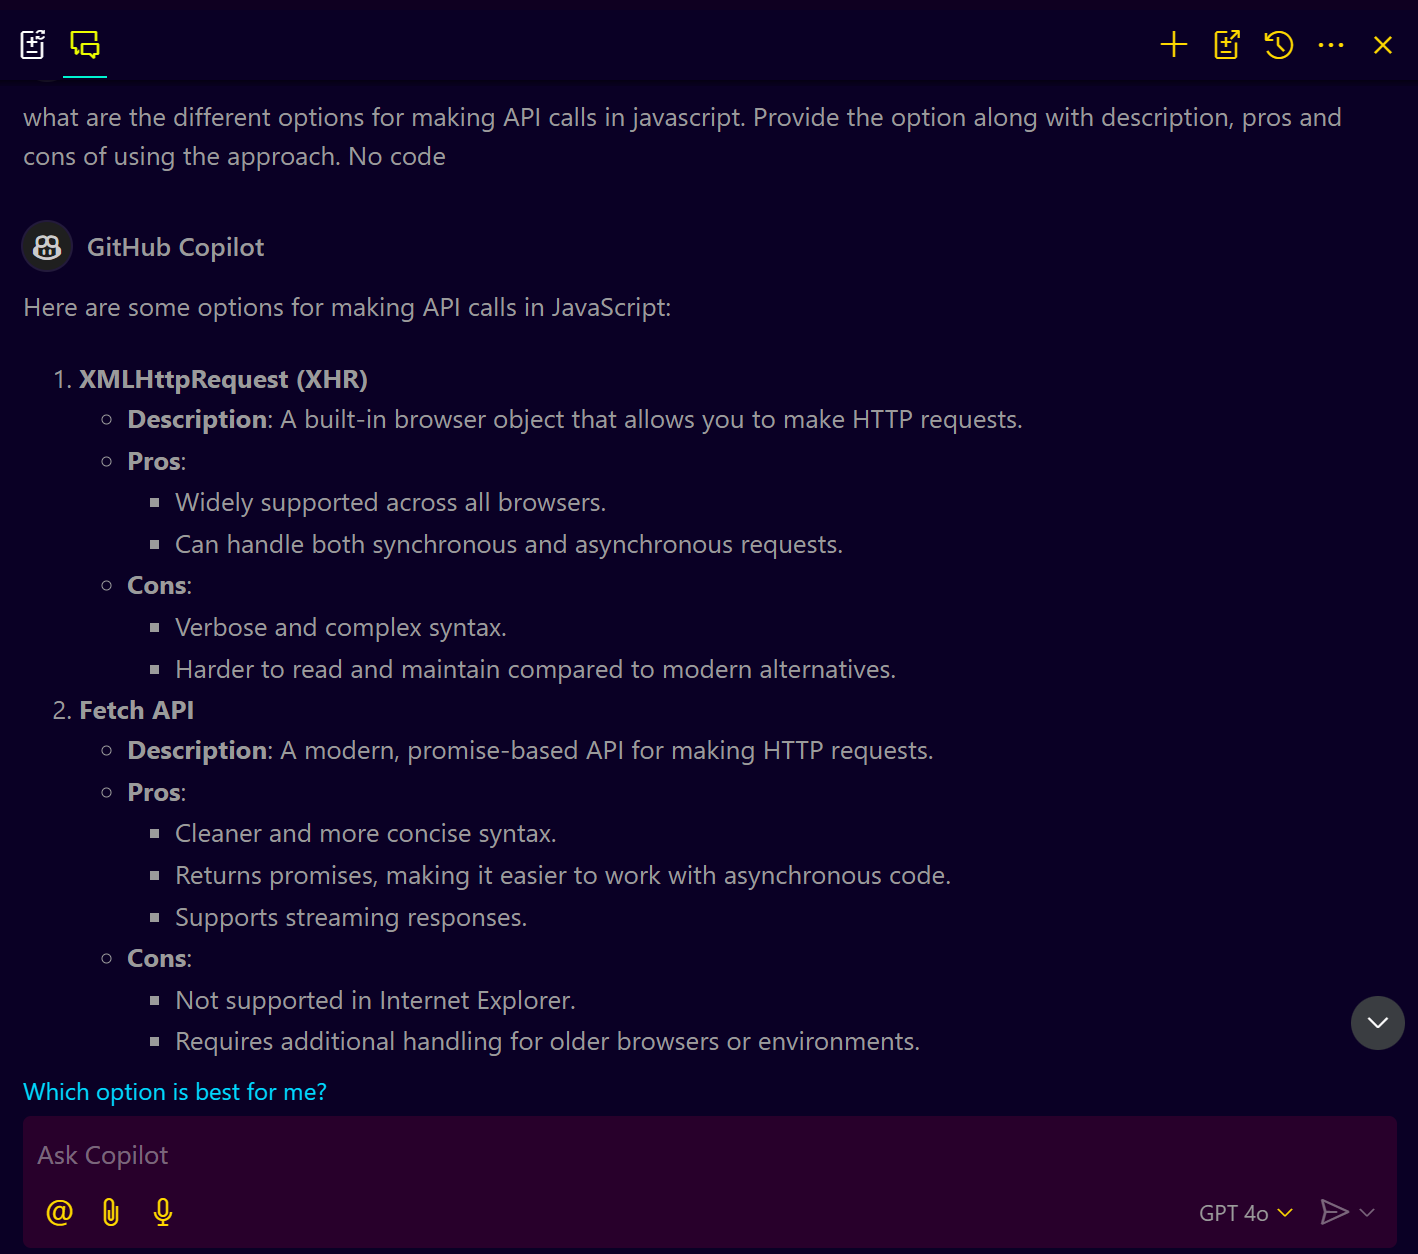 what are the different options for making API calls in javascript. Provide the option along with description, pros and
cons of using the approach. No code
GitHub Copilot
Here are some options for making API calls in JavaScript:
1. XMLHttpRequest (XHR)
Description: A built-in browser object that allows you to make HTTP requests.
Pros:
Widely supported across all browsers.
Can handle both synchronous and asynchronous requests.
Cons:
Verbose and complex syntax.
Harder to read and maintain compared to modern alternatives.
2. Fetch API
Description: A modern, promise-based API for making HTTP requests.
Pros:
Cleaner and more concise syntax.
Returns promises, making it easier to work with asynchronous code.
Supports streaming responses.
Cons:
Not supported in Internet Explorer.
Requires additional handling for older browsers or environments.
Which option is best for me?
Ask Copilot
@ GPT 4o